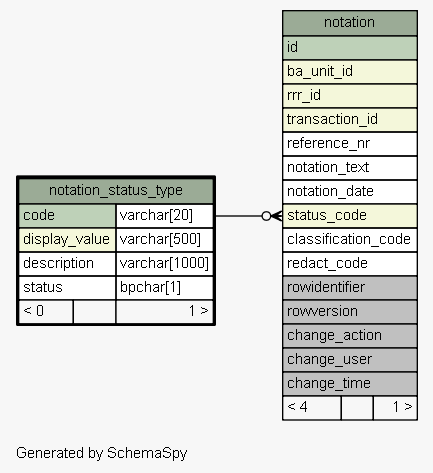 notation
id
ba_unit_id
rrr_id
transaction_id
reference_nr
notation_text
notation_date
status_code
classification_code
redact_code
rowidentifier
rowversion
change_action
change_user
change_time
< 4 1 >
notation_status_type
code varchar[20]
display_value varchar[500]
description varchar[1000]
status bpchar[1]
< 0 1 >
Generated by SchemaSpy